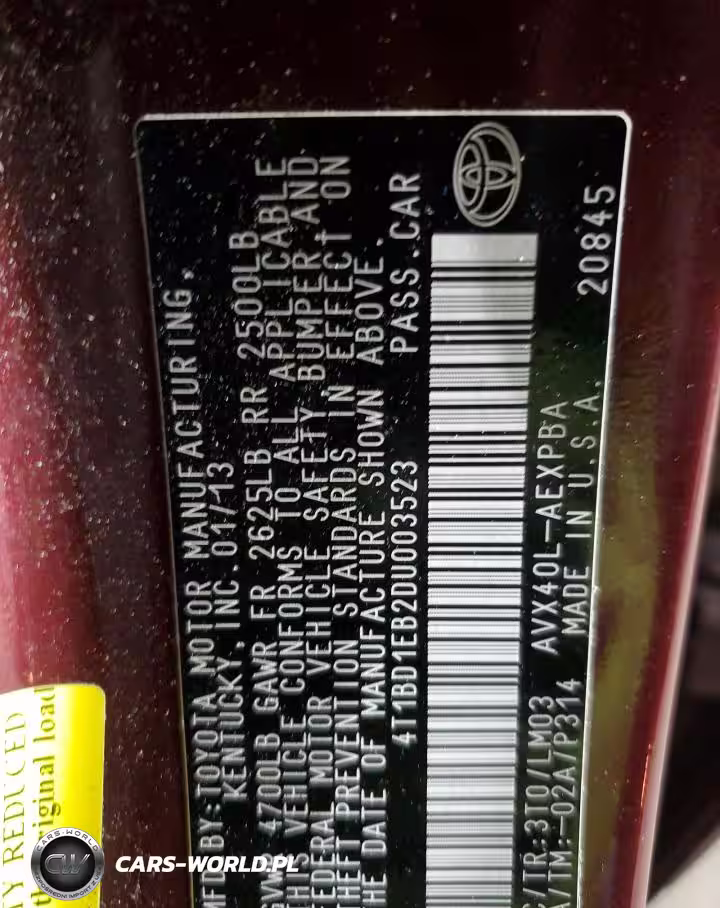 MFD BY:TOYOTA MOTOR MANUFACTURING,
KENTUCKY, INC. 01/13
4700LB GAWR FR 2625LB RR 2500LB
VEHICLE CONFORMS TO ALL APPLICABLE
FEDERAL MOTOR VEHICLE SAFETY, BUMPER AND
THEFT PREVENTION STANDARDS IN EFFECT ON
THE DATE OF MANUFACTURE SHOWN ABOVE.
4T1BD1EB2DU003523 PASS.CAR
C/TR:3T0/LM03 AVX40L-AEXPBA
A/TM:-02A/P314 MADE IN U.S.A. 20845
REDUCED
original load
CARS-WORLD
CW
CARS-WORLD.PL